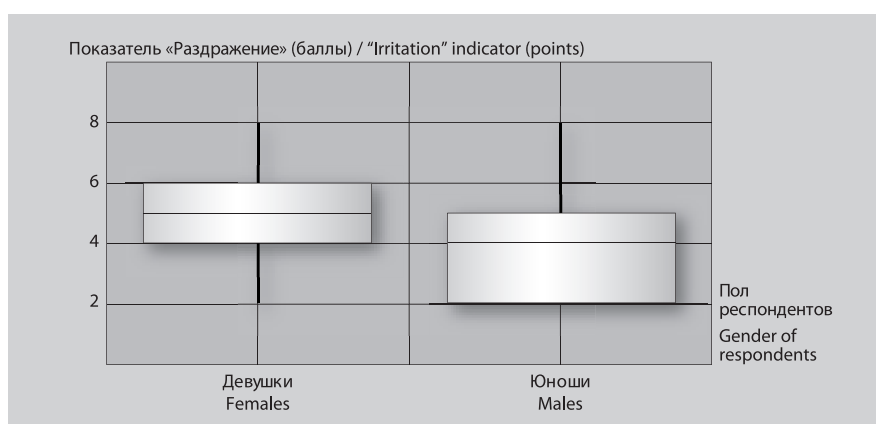 Показатель «Раздражение» (баллы) / “Irritation” indicator (points)
8
6
4
2
Пол
респондентов
Gender of
respondents
Девушки
Females
Юноши
Males